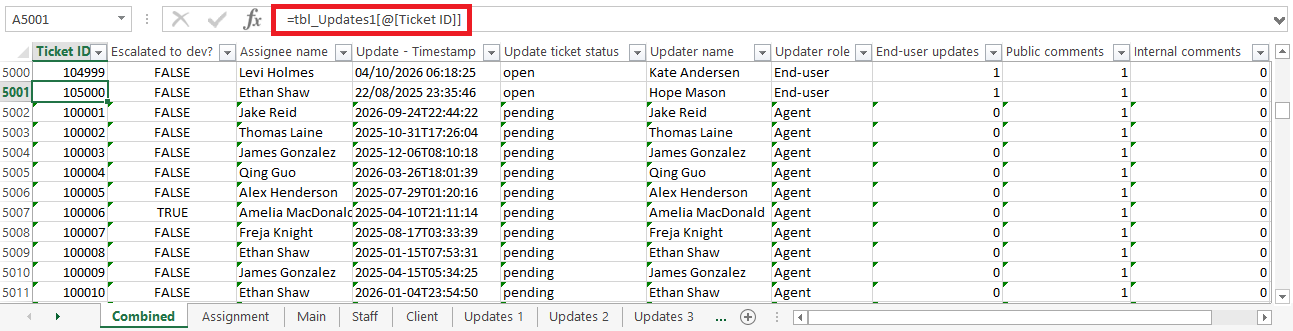 A5001 fx =tbl_Updates1[@[Ticket ID]]
Ticket ID Escalated to dev? Assignee name Update - Timestamp Update ticket status Updater name Updater role End-user updates Public comments Internal comments
5000 104999 FALSE Levi Holmes 04/10/2026 06:18:25 open Kate Andersen End-user 1 1 0
5001 105000 FALSE Ethan Shaw 22/08/2025 23:35:46 open Hope Mason End-user 1 1 0
5002 100001 FALSE Jake Reid 2026-09-24T22:44:22 pending Jake Reid Agent 0 1 0
5003 100002 FALSE Thomas Laine 2025-10-31T17:26:04 pending Thomas Laine Agent 0 1 0
5004 100003 FALSE James Gonzalez 2025-12-06T08:10:18 pending James Gonzalez Agent 0 1 0
5005 100004 FALSE Qing Guo 2026-03-26T18:01:39 pending Qing Guo Agent 0 1 0
5006 100005 FALSE Alex Henderson 2025-07-29T01:20:16 pending Alex Henderson Agent 0 1 0
5007 100006 TRUE Amelia MacDonald 2025-04-10T21:11:14 pending Amelia MacDonald Agent 0 1 0
5008 100007 FALSE Freja Knight 2025-08-17T03:33:39 pending Freja Knight Agent 0 1 0
5009 100008 FALSE Ethan Shaw 2025-01-15T07:53:31 pending Ethan Shaw Agent 0 1 0
5010 100009 FALSE James Gonzalez 2025-04-15T05:34:25 pending James Gonzalez Agent 0 1 0
5011 100010 FALSE Ethan Shaw 2026-01-04T23:54:50 pending Ethan Shaw Agent 0 1 0
Combined Assignment Main Staff Client Updates 1 Updates 2 Updates 3 ...